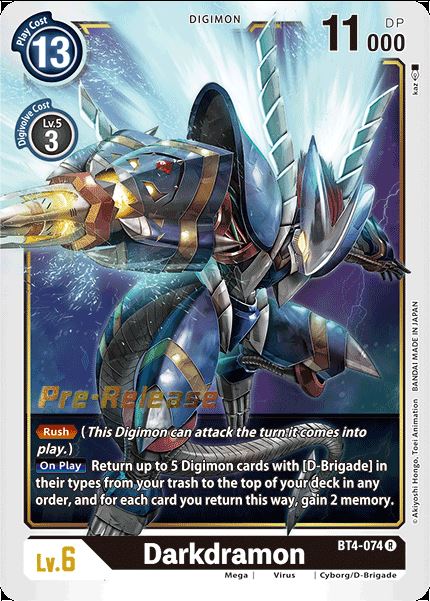 Play Cost
13
DIGIMON
11000
DP
Digivolve Cost
Lv.5
3
kaz
BANDAI MADE IN JAPAN
©Akiyoshi Hongo, Toei Animation
Pre-Release
Rush (This Digimon can attack the turn it comes into
play.)
On Play Return up to 5 Digimon cards with [D-Brigade] in
their types from your trash to the top of your deck in any
order, and for each card you return this way, gain 2 memory.
Lv.6
Darkdramon
BT4-074 R
Mega | Virus | Cyborg/D-Brigade